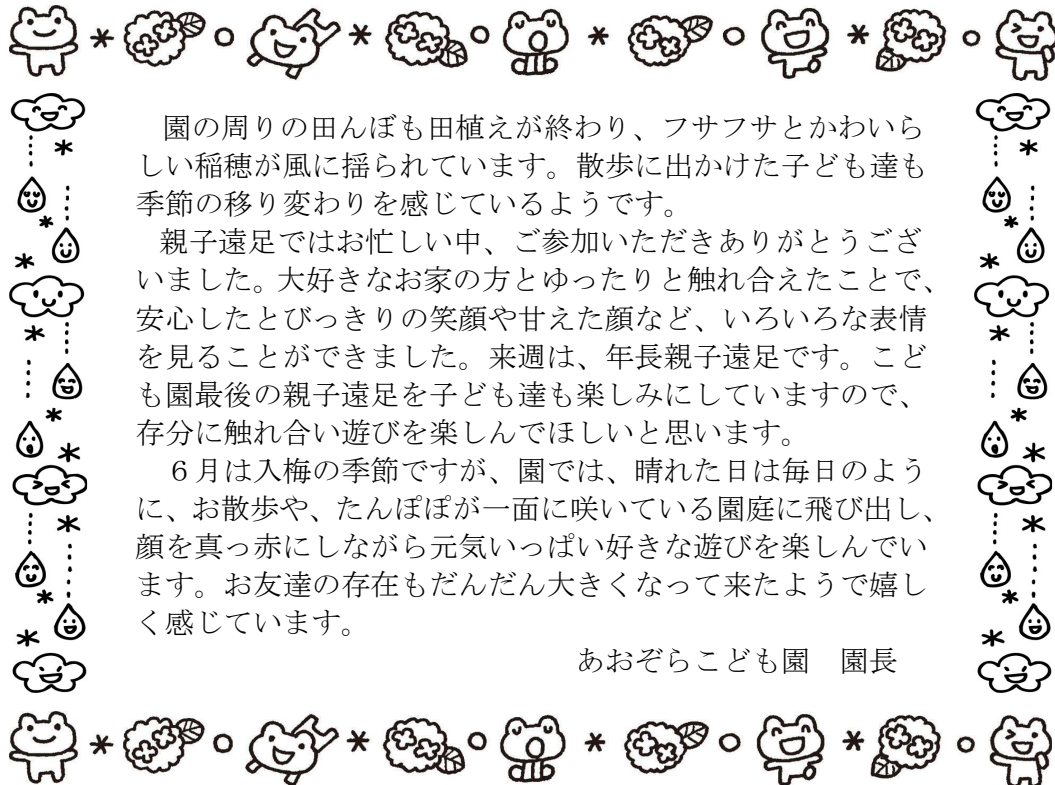 園の周りの田んぼも田植えが終わり、フサフサとかわいら
しい稲穂が風に揺られています。散歩に出かけた子ども達も
季節の移り変わりを感じているようです。
親子遠足ではお忙しい中、ご参加いただきありがとうござ
いました。大好きなお家の方とゆったりと触れ合えたことで、
安心したとびっきりの笑顔や甘えた顔など、いろいろな表情
を見ることができました。来週は、年長親子遠足です。こど
も園最後の親子遠足を子ども達も楽しみにしていますので、
存分に触れ合い遊びを楽しんでほしいと思います。
６月は入梅の季節ですが、園では、晴れた日は毎日のよう
に、お散歩や、たんぽぽが一面に咲いている園庭に飛び出し、
顔を真っ赤にしながら元気いっぱい好きな遊びを楽しんでい
ます。お友達の存在もだんだん大きくなって来たようで嬉し
く感じています。
あおぞらこども園　園長